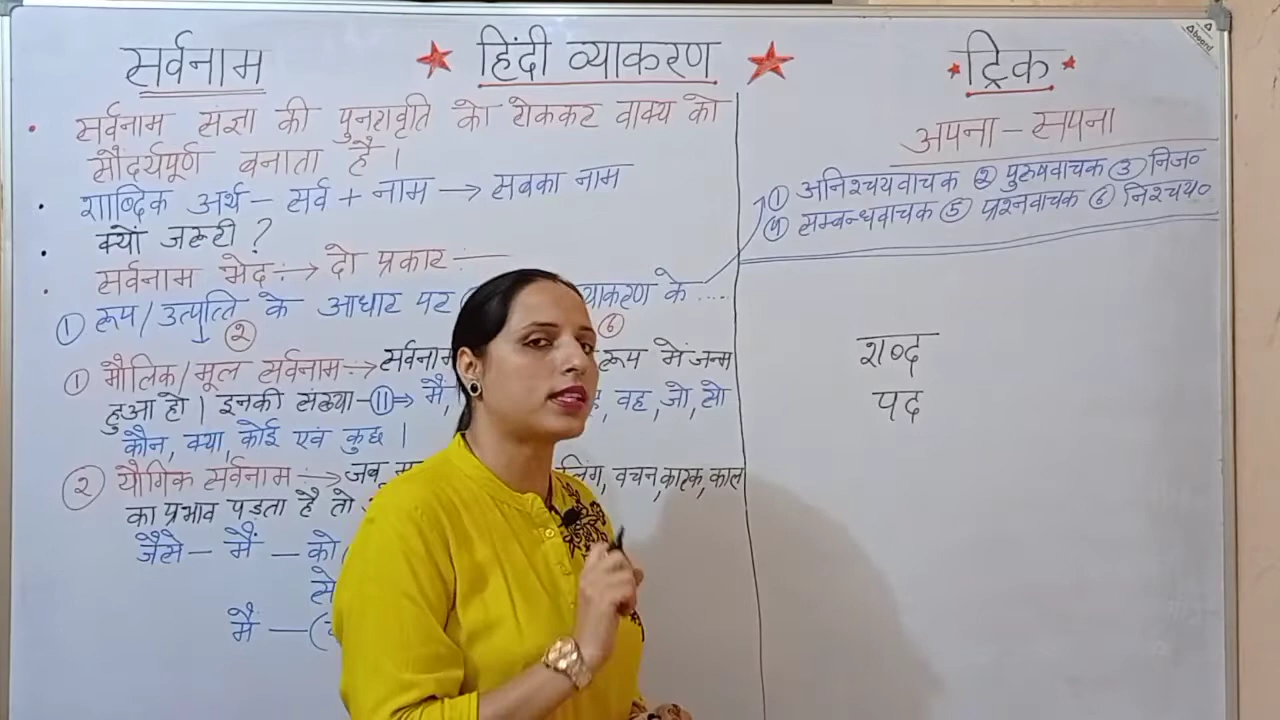 सर्वनाम
हिंदी व्याकरण
ट्रिक
सर्वनाम संज्ञा की पुनरावृति को रोककर वाक्य को
सौंदर्यपूर्ण बनाता है ।
शाब्दिक अर्थ - सर्व + नाम → सबका नाम
क्यों जरूरी ?
सर्वनाम भेद :→ दो प्रकार :—
① रूप / उत्पत्ति के आधार पर व्याकरण के ....
② ⑥
① मौलिक / मूल सर्वनाम :→ सर्वनाम रूप में जन्म
हुआ हो । इनकी संख्या - ⑪ ⇒ मैं, वह, जो, सो
कौन, क्या, कोई एवं कुछ ।
② यौगिक सर्वनाम :→ जब लिंग, वचन, कारक, काल
का प्रभाव पड़ता है तो
जैसे - मैं - को
से
मैं — (
अपना - सपना
① अनिश्चयवाचक ② पुरुषवाचक ③ निज०
④ सम्बन्धवाचक ⑤ प्रश्नवाचक ⑥ निश्चय०
शब्द
पद